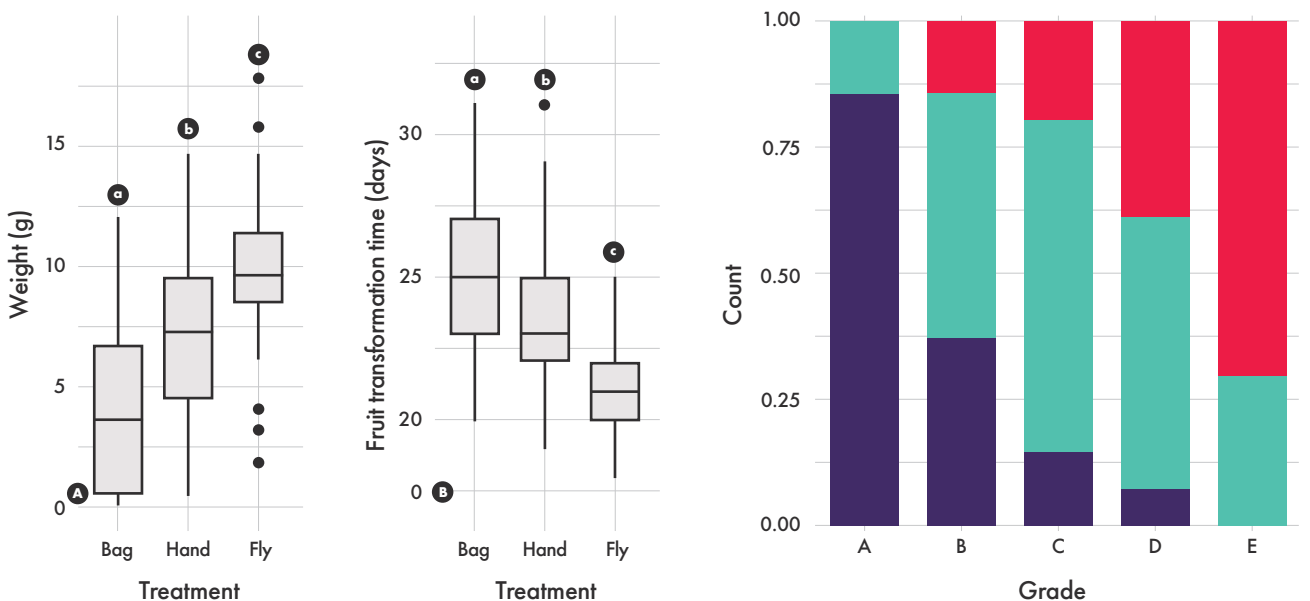 Weight (g)
15
10
5
0
a
b
c
A
Bag
Hand
Fly
Treatment
Fruit transformation time (days)
30
25
20
0
a
b
c
B
Bag
Hand
Fly
Treatment
Count
1.00
0.75
0.50
0.25
0.00
A
B
C
D
E
Grade